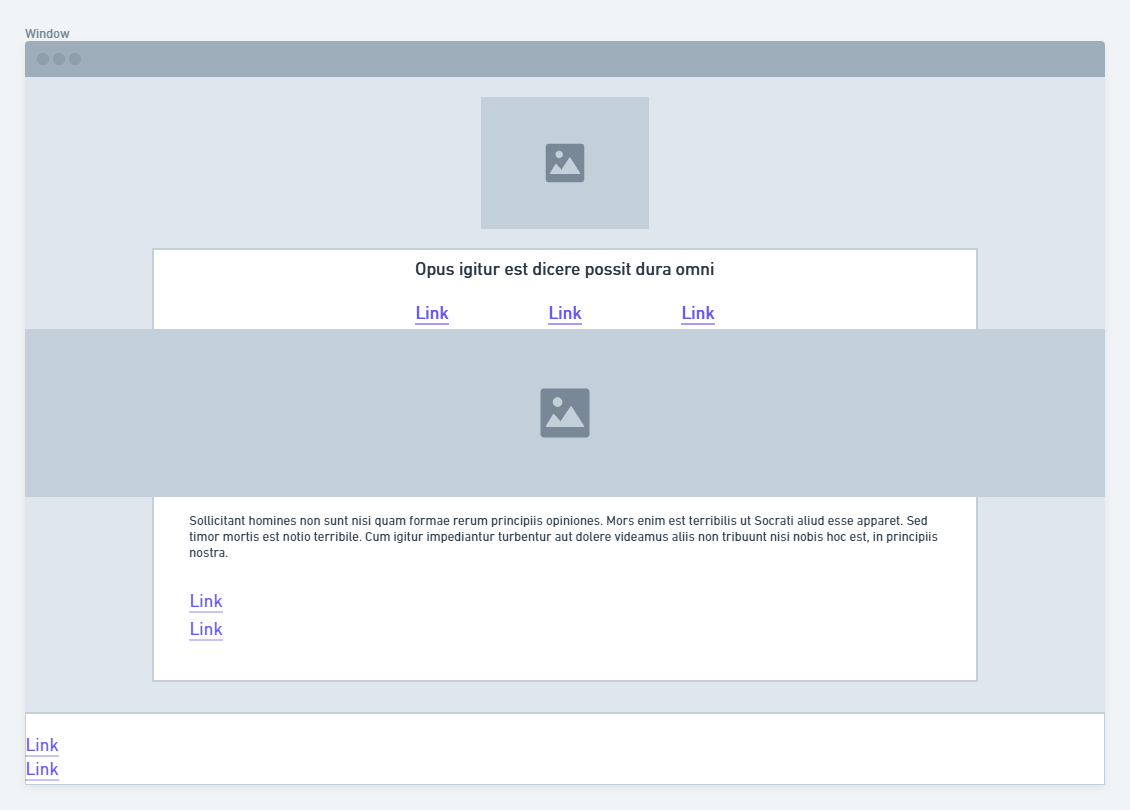 Window
Opus igitur est dicere possit dura omni
Link Link Link
Sollicitant homines non sunt nisi quam formae rerum principiis opiniones. Mors enim est terribilis ut Socrati aliud esse apparet. Sed
timor mortis est notio terribile. Cum igitur impediantur turbentur aut dolere videamus aliis non tribuunt nisi nobis hoc est, in principiis
nostra.
Link
Link
Link
Link